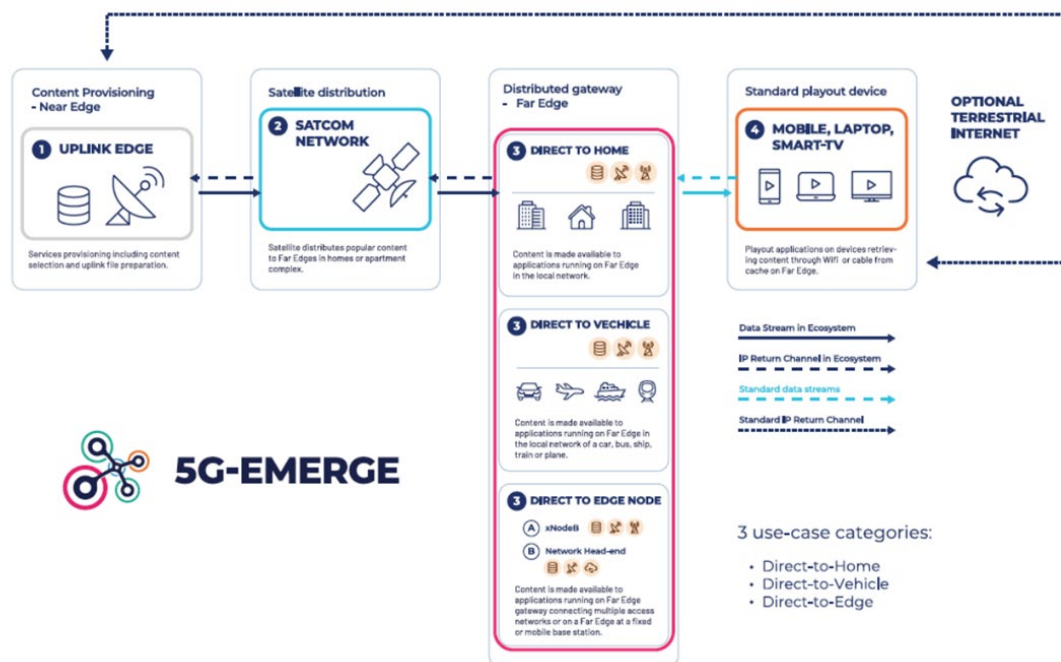 Content Provisioning
- Near Edge
1 UPLINK EDGE
Services provisioning including content
selection and uplink file preparation.
Satellite distribution
2 SATCOM
NETWORK
Satellite distributes popular content
to Far Edges in homes or apartment
complex.
Distributed gateway
- Far Edge
3 DIRECT TO HOME
Content is made available to
applications running on Far Edge
in the local network.
3 DIRECT TO VECHICLE
Content is made available to
applications running on Far Edge in
the local network of a car, bus, ship,
train or plane.
3 DIRECT TO EDGE NODE
A xNodeB
B Network Head-end
Content is made available to
applications running on Far Edge
gateway connecting multiple access
networks or on a Far Edge at a fixed
or mobile base station.
Standard playout device
4 MOBILE, LAPTOP,
SMART-TV
Playout applications on devices retriev-
ing content through Wifi or cable from
cache on Far Edge.
OPTIONAL
TERRESTRIAL
INTERNET
Data Stream in Ecosystem
IP Return Channel in Ecosystem
Standard data streams
Standard IP Return Channel
5G-EMERGE
3 use-case categories:
• Direct-to-Home
• Direct-to-Vehicle
• Direct-to-Edge